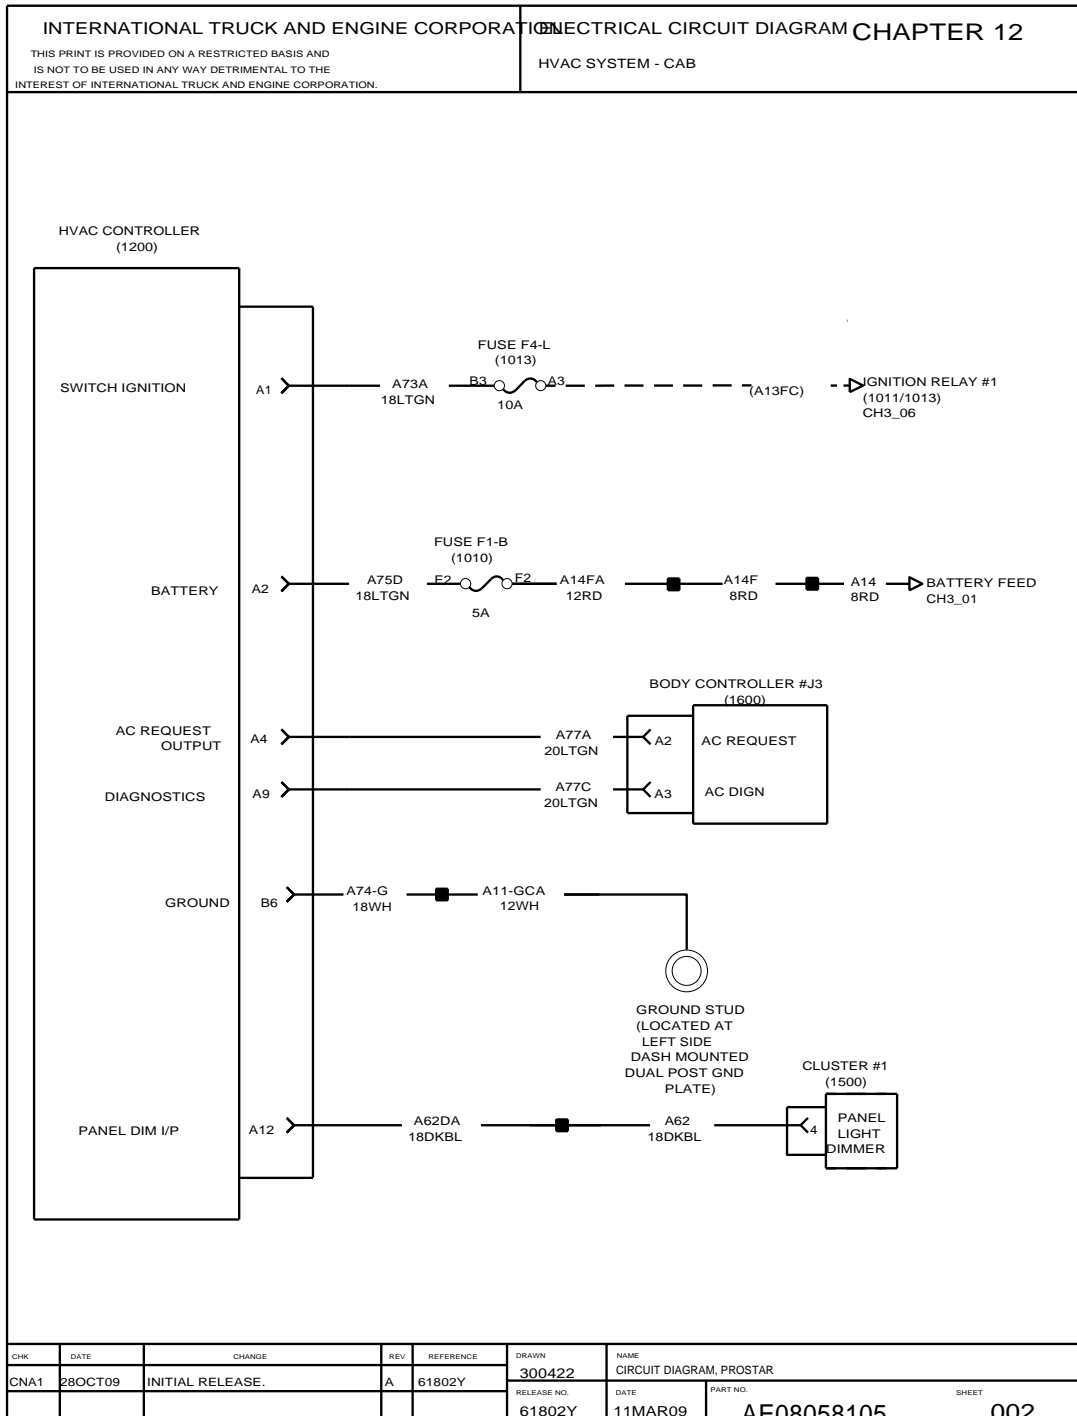 INTERNATIONAL TRUCK AND ENGINE CORPORATION
THIS PRINT IS PROVIDED ON A RESTRICTED BASIS AND
IS NOT TO BE USED IN ANY WAY DETRIMENTAL TO THE
INTEREST OF INTERNATIONAL TRUCK AND ENGINE CORPORATION.
ELECTRICAL CIRCUIT DIAGRAM CHAPTER 12
HVAC SYSTEM - CAB
HVAC CONTROLLER
(1200)
FUSE F4-L
(1013)
SWITCH IGNITION A1 A73A B3 A3 (A13FC) IGNITION RELAY #1
18LTGN 10A (1011/1013)
CH3_06
FUSE F1-B
(1010)
BATTERY A2 A75D E2 F2 A14FA A14F A14 BATTERY FEED
18LTGN 12RD 8RD 8RD CH3_01
5A
BODY CONTROLLER #J3
(1600)
AC REQUEST
OUTPUT A4 A77A A2 AC REQUEST
20LTGN
DIAGNOSTICS A9 A77C A3 AC DIGN
20LTGN
GROUND B6 A74-G A11-GCA
18WH 12WH
GROUND STUD
(LOCATED AT
LEFT SIDE
DASH MOUNTED
DUAL POST GND
PLATE)
CLUSTER #1
(1500)
PANEL DIM I/P A12 A62DA A62 4 PANEL
18DKBL 18DKBL LIGHT
DIMMER
CHK DATE CHANGE REV REFERENCE
CNA1 28OCT09 INITIAL RELEASE. A 61802Y
DRAWN
300422
NAME
CIRCUIT DIAGRAM, PROSTAR
RELEASE NO.
61802Y
DATE
11MAR09
PART NO.
AE08058105
SHEET
002